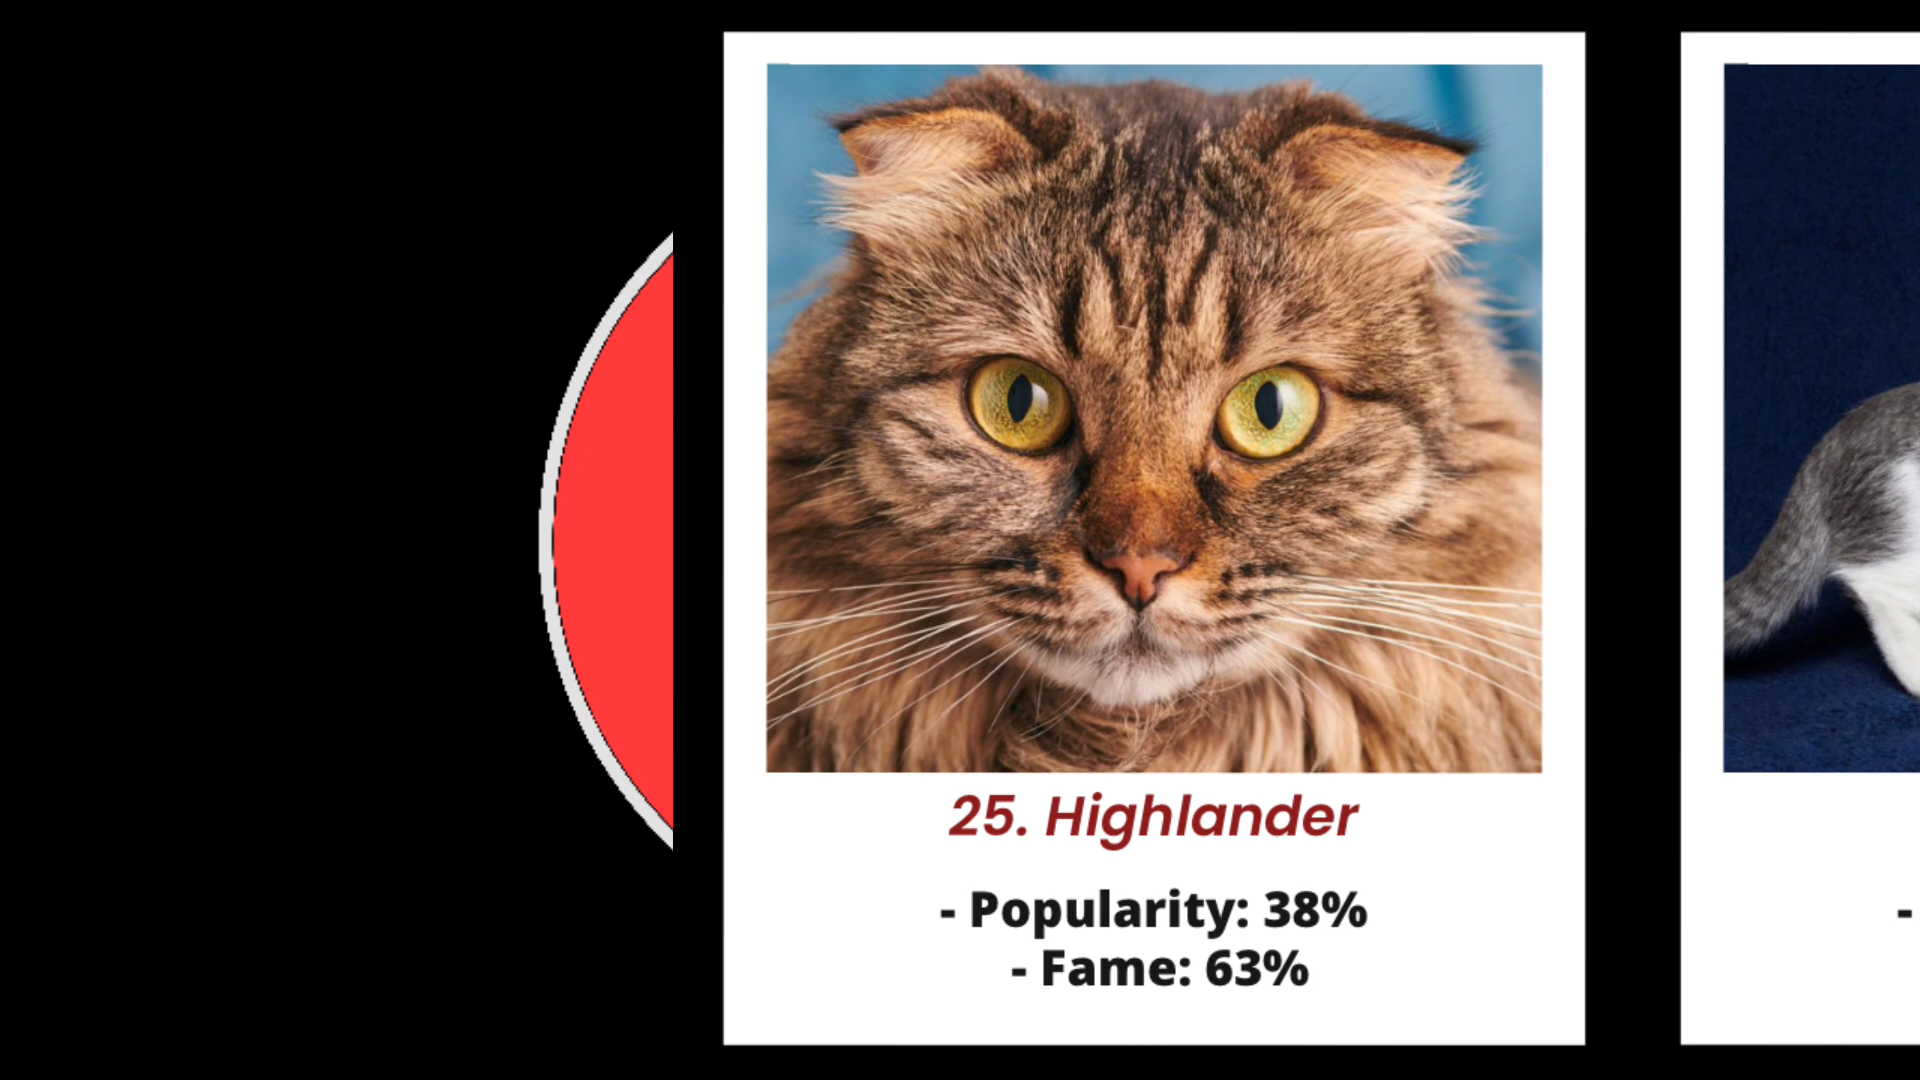 25. Highlander
- Popularity: 38%
- Fame: 63%
-